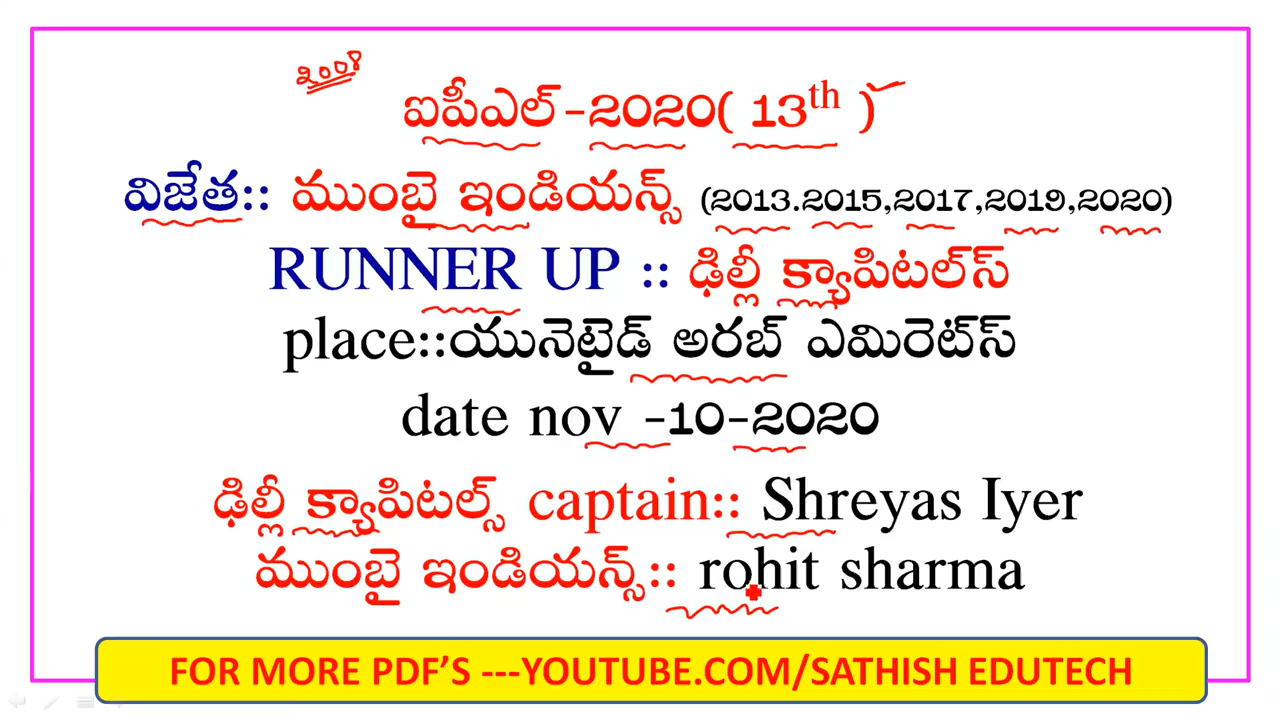 2008
ఐపీఎల్-2020( 13th )
విజేత:: ముంబై ఇండియన్స్ (2013.2015,2017,2019,2020)
RUNNER UP :: ఢిల్లీ క్యాపిటల్‌స్
place::యునెటైడ్ అరబ్ ఎమిరెట్‌స్
date nov -10-2020
ఢిల్లీ క్యాపిటల్స్ captain:: Shreyas Iyer
ముంబై ఇండియన్స్:: rohit sharma
FOR MORE PDF'S ---YOUTUBE.COM/SATHISH EDUTECH